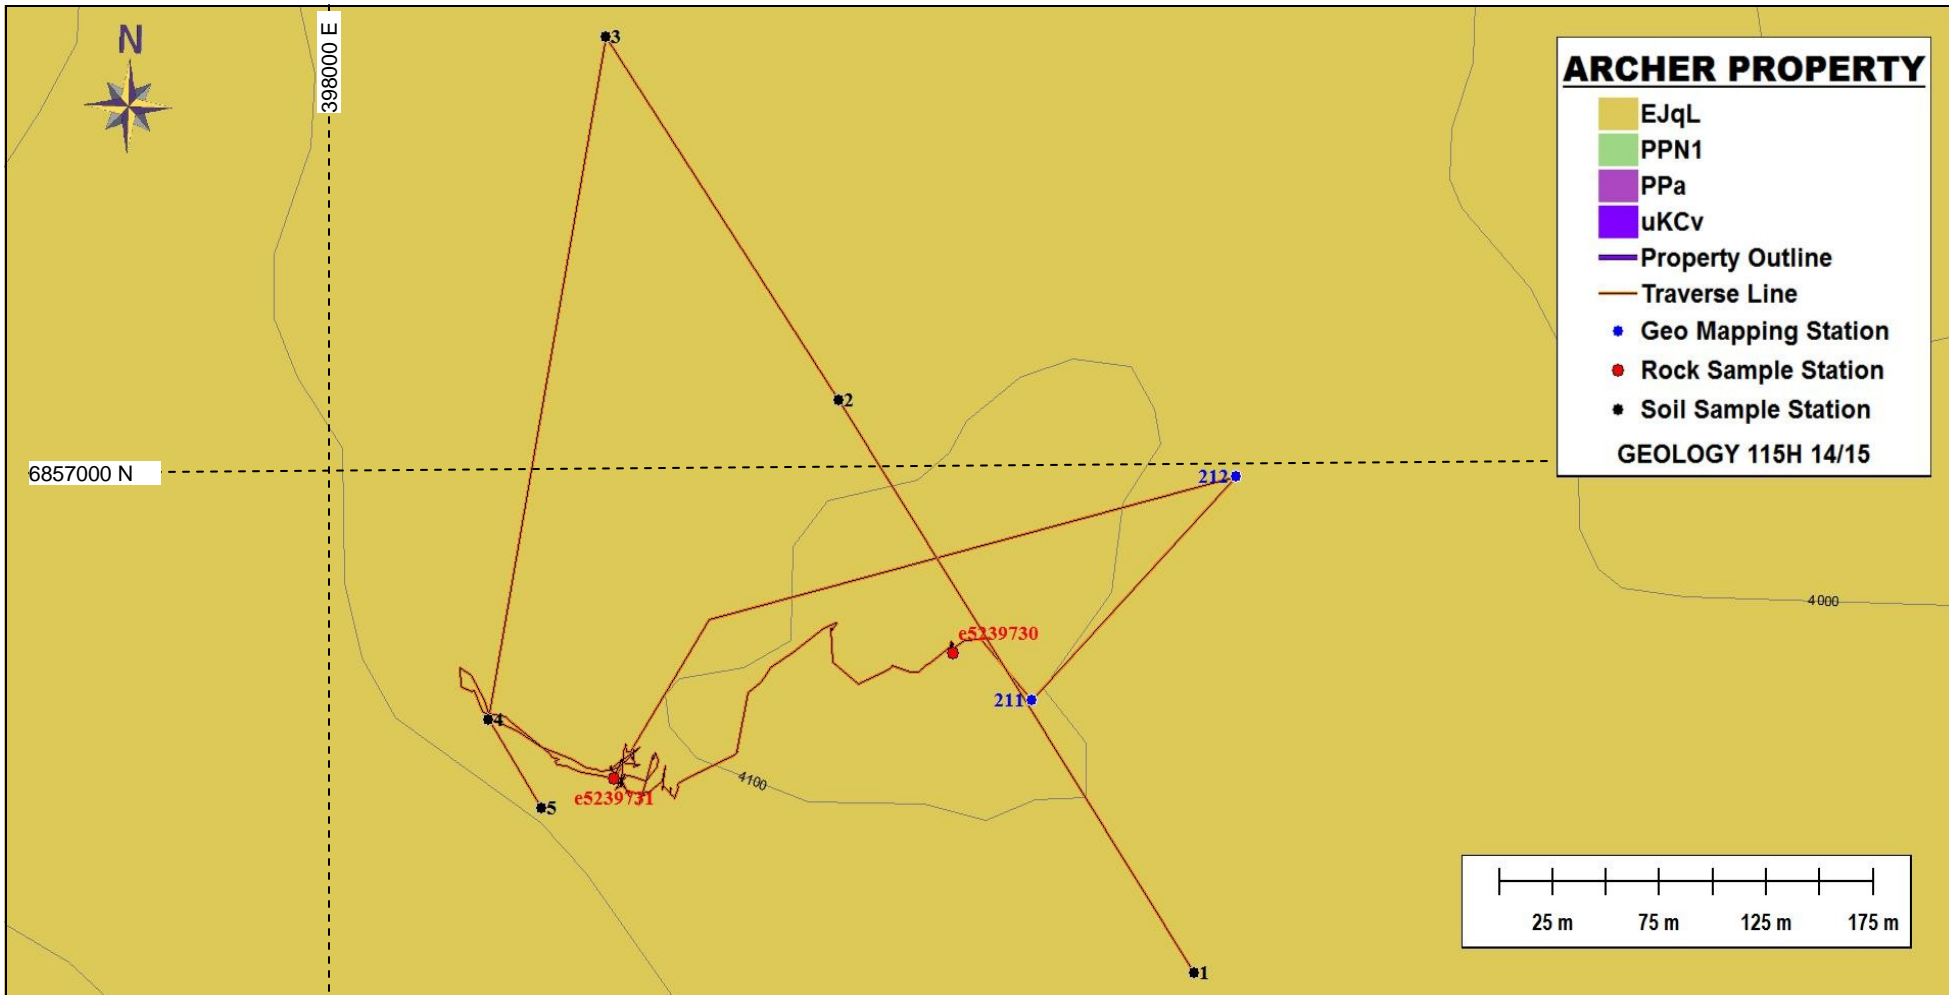 N
398000 E
3
ARCHER PROPERTY
EJqL
PPN1
PPa
uKCv
Property Outline
Traverse Line
Geo Mapping Station
Rock Sample Station
Soil Sample Station
GEOLOGY 115H 14/15
2
6857000 N
212
4000
e5239730
211
4
4100
e5239731
5
25 m 75 m 125 m 175 m
1